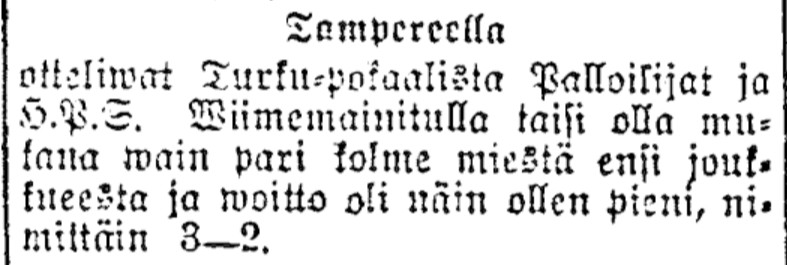 Tampereella
otteliwat Turku-pokaalista Palloilijat ja
H.P.S. Wiimemainitulla taisi olla mu-
kana wain pari kolme miestä ensi jouk-
kueesta ja woitto oli näin ollen pieni, ni-
mittäin 3—2.